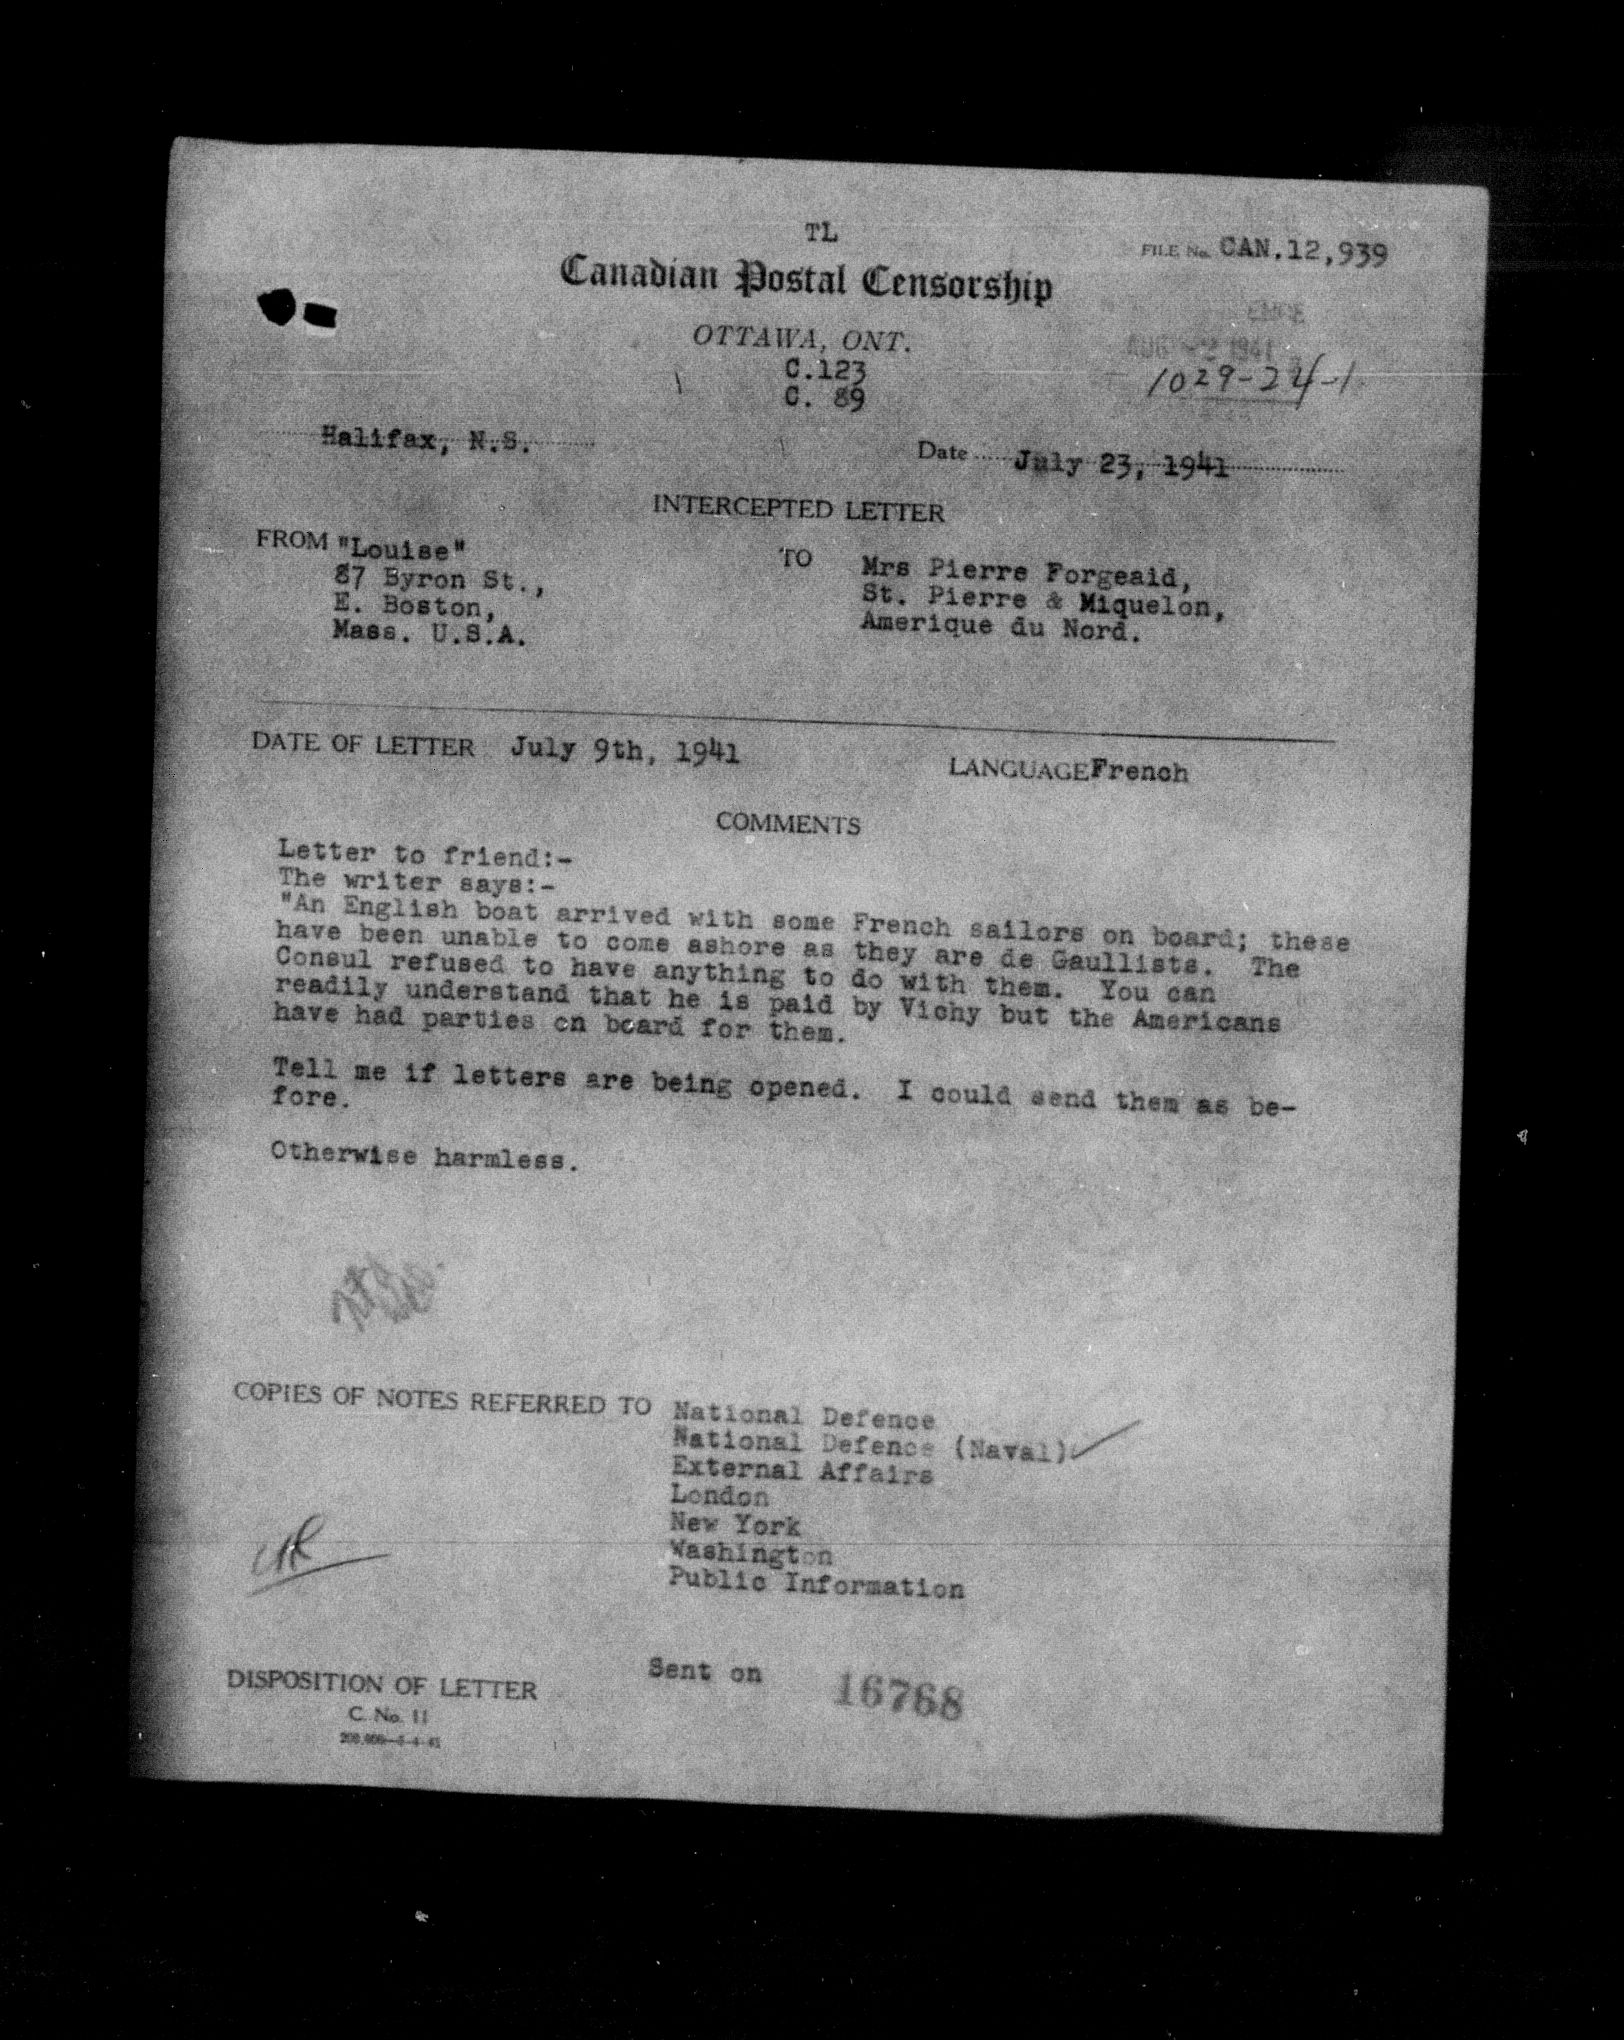 TL
FILE No. CAN.12,939
Canadian Postal Censorship
OTTAWA, ONT.
AUG -2 1941
C.123
1029-24-1
C. 89
Halifax, N.S.
Date July 23, 1941
INTERCEPTED LETTER
FROM "Louise"
87 Byron St.,
E. Boston,
Mass. U.S.A.
TO Mrs Pierre Forgeaid,
St. Pierre & Miquelon,
Amerique du Nord.
DATE OF LETTER July 9th, 1941
LANGUAGE French
COMMENTS
Letter to friend:-
The writer says:-
"An English boat arrived with some French sailors on board; these
have been unable to come ashore as they are de Gaullists. The
Consul refused to have anything to do with them. You can
readily understand that he is paid by Vichy but the Americans
have had parties on board for them.
Tell me if letters are being opened. I could send them as be-
fore.
Otherwise harmless.
COPIES OF NOTES REFERRED TO National Defence
National Defence (Naval)
External Affairs
London
New York
Washington
Public Information
DISPOSITION OF LETTER Sent on 16768
C. No. 11